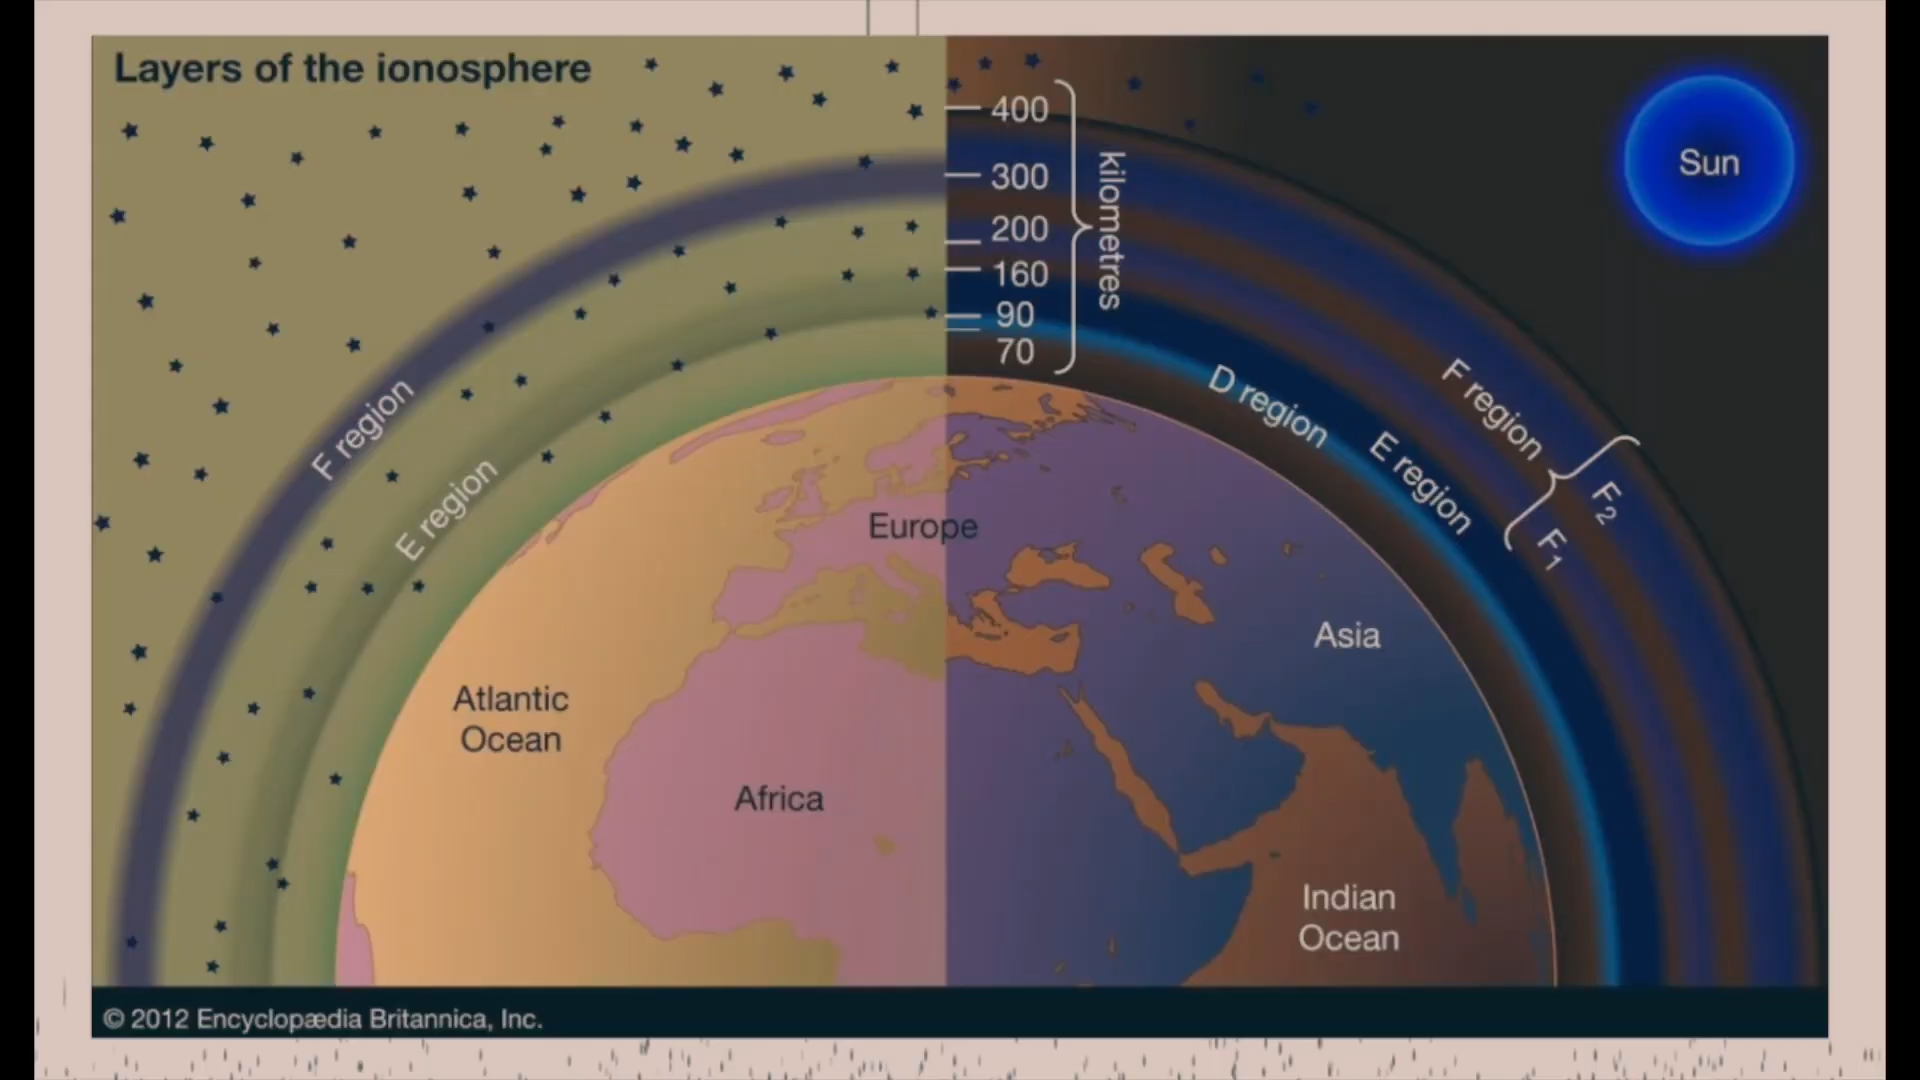 Layers of the ionosphere
400
300
200
160
90
70
kilometres
Sun
F region
E region
D region
E region
F region
F2
F1
Europe
Asia
Atlantic
Ocean
Africa
Indian
Ocean
© 2012 Encyclopædia Britannica, Inc.